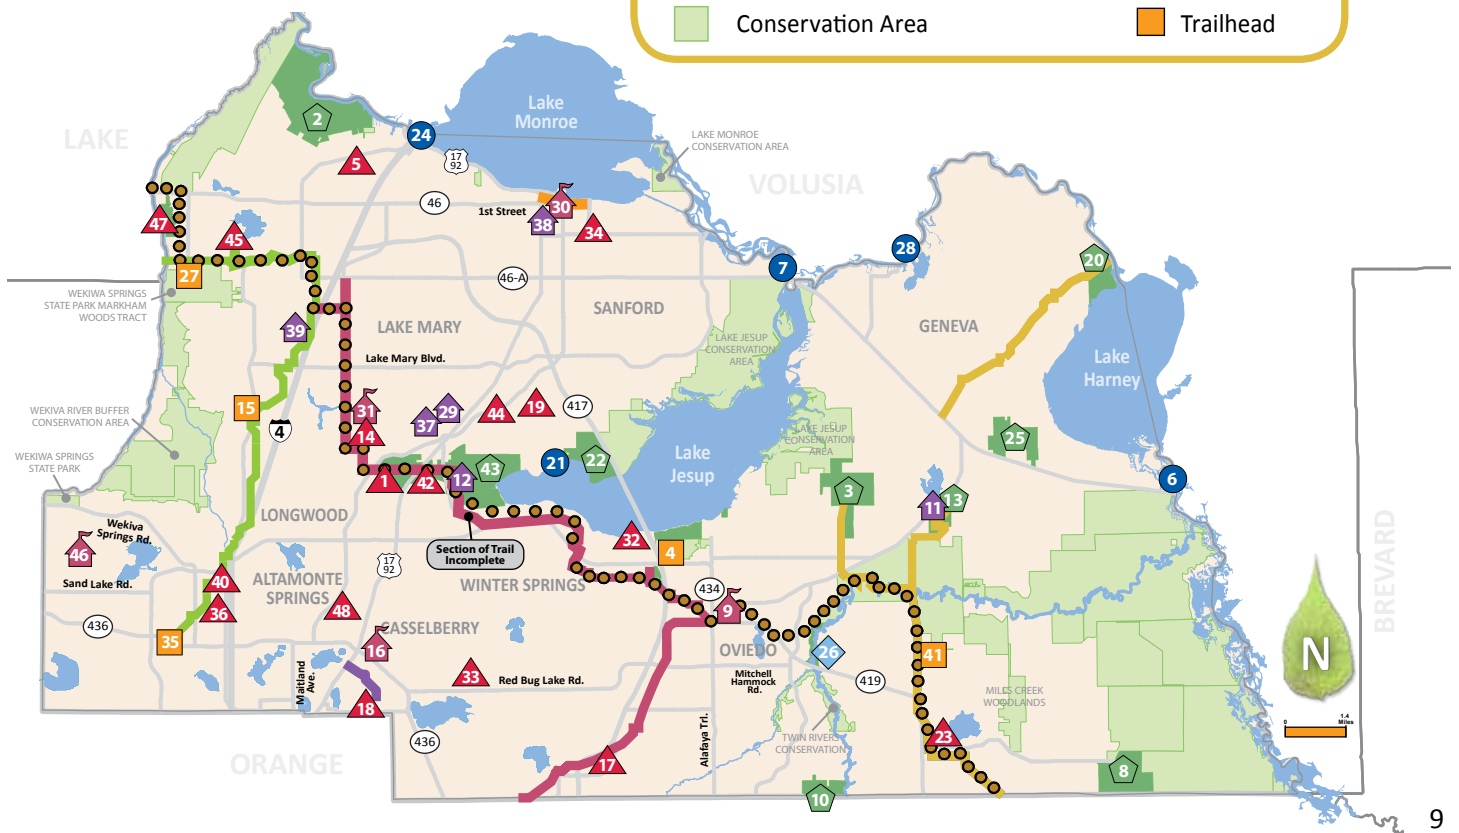 Conservation Area
Trailhead
Lake
Monroe
LAKE
2
24
17
92
5
LAKE MONROE
CONSERVATION AREA
VOLUSIA
46
1st Street
30
38
34
47
45
27
28
7
20
46-A
WEKIWA SPRINGS
STATE PARK MARKHAM
WOODS TRACT
39
LAKE MARY
SANFORD
GENEVA
Lake Mary Blvd.
LAKE JESUP
CONSERVATION
AREA
Lake
Harney
WEKIVA RIVER BUFFER
CONSERVATION AREA
15
4
31
14
37
29
44
19
417
LAKE JESUP
CONSERVATION
AREA
25
WEKIWA SPRINGS
STATE PARK
1
42
12
43
21
22
Lake
Jesup
3
11
13
6
LONGWOOD
Wekiva
Springs Rd.
46
Sand Lake Rd.
Section of Trail
Incomplete
32
4
BREVARD
17
92
40
ALTAMONTE
SPRINGS
WINTER SPRINGS
434
9
36
48
436
35
CASSELBERRY
16
OVIEDO
26
41
N
Maitland
Ave.
18
33
Red Bug Lake Rd.
Mitchell
Hammock
Rd.
419
MILLS CREEK
WOODLANDS
0
1.4
Miles
436
Alafaya Trl.
TWIN RIVERS
CONSERVATION
23
ORANGE
17
8
10
9